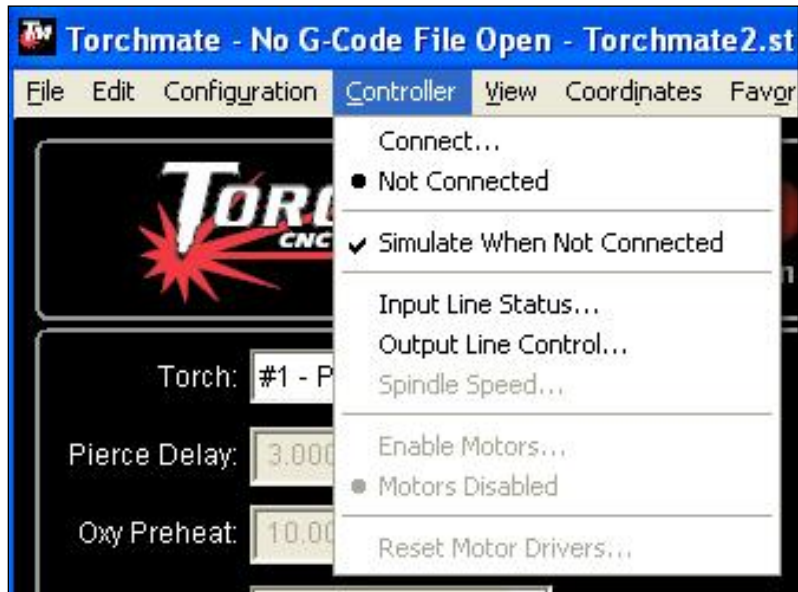 Torchmate - No G-Code File Open - Torchmate2.st
File Edit Configuration Controller View Coordinates Favor
Connect...
Not Connected
Simulate When Not Connected
Input Line Status...
Output Line Control...
Spindle Speed...
Enable Motors...
Motors Disabled
Reset Motor Drivers...
TORC
CNC
Torch: #1 - P
Pierce Delay: 3.000
Oxy Preheat: 10.00